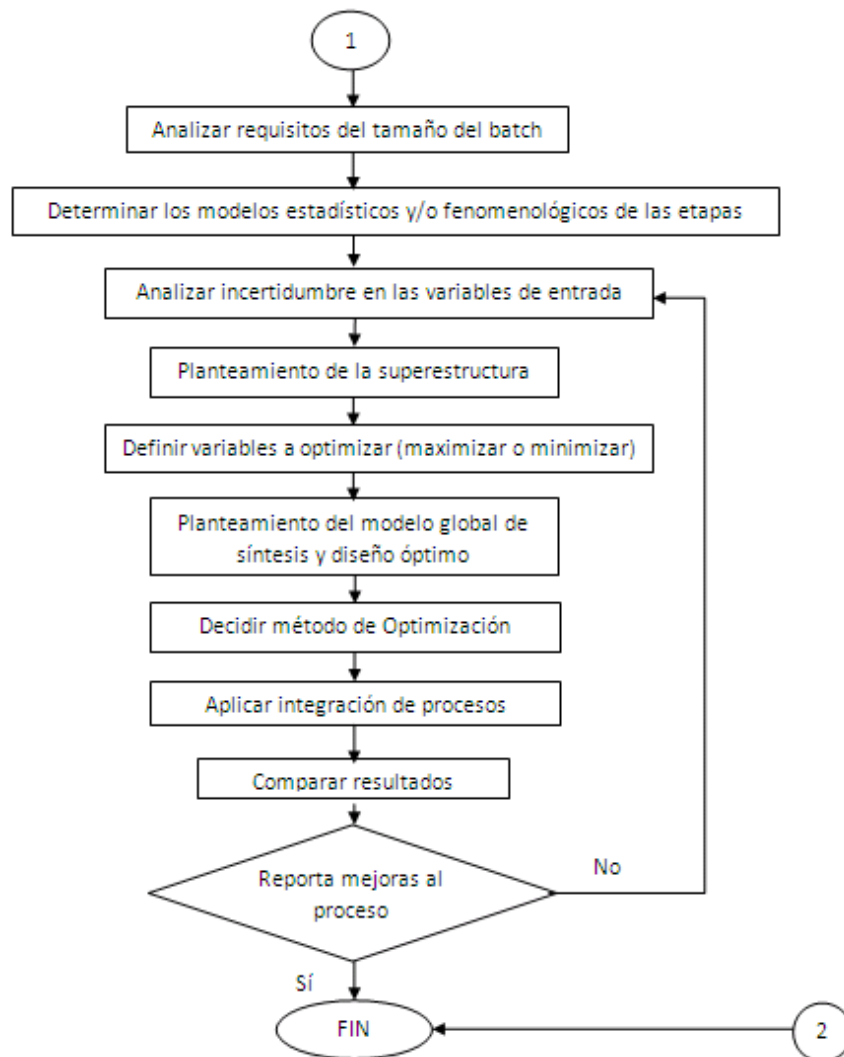 1
Analizar requisitos del tamaño del batch
Determinar los modelos estadísticos y/o fenomenológicos de las etapas
Analizar incertidumbre en las variables de entrada
Planteamiento de la superestructura
Definir variables a optimizar (maximizar o minimizar)
Planteamiento del modelo global de
síntesis y diseño óptimo
Decidir método de Optimización
Aplicar integración de procesos
Comparar resultados
Reporta mejoras al
proceso
No
Sí
FIN
2